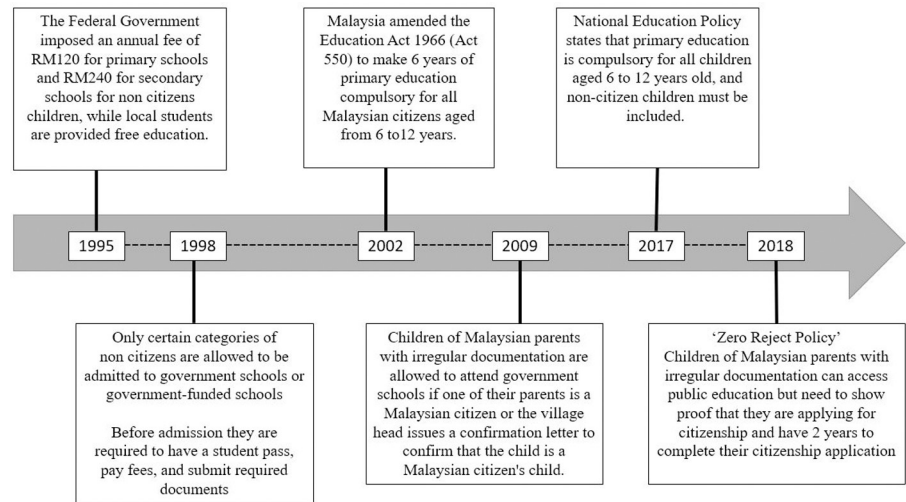 The Federal Government
imposed an annual fee of
RM120 for primary schools
and RM240 for secondary
schools for non citizens
children, while local students
are provided free education.
Malaysia amended the
Education Act 1966 (Act
550) to make 6 years of
primary education
compulsory for all
Malaysian citizens aged
from 6 to12 years.
National Education Policy
states that primary education
is compulsory for all children
aged 6 to 12 years old, and
non-citizen children must be
included.
1995
1998
2002
2009
2017
2018
Only certain categories of
non citizens are allowed to be
admitted to government schools or
government-funded schools
Before admission they are
required to have a student pass,
pay fees, and submit required
documents
Children of Malaysian parents
with irregular documentation are
allowed to attend government
schools if one of their parents is a
Malaysian citizen or the village
head issues a confirmation letter to
confirm that the child is a
Malaysian citizen's child.
‘Zero Reject Policy’
Children of Malaysian parents with
irregular documentation can access
public education but need to show
proof that they are applying for
citizenship and have 2 years to
complete their citizenship application